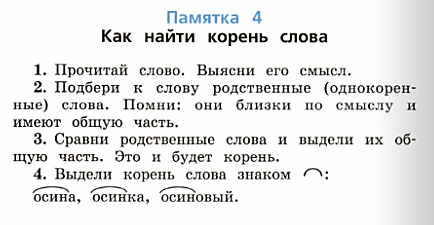 Памятка 4
Как найти корень слова
1. Прочитай слово. Выясни его смысл.
2. Подбери к слову родственные (однокорен-
ные) слова. Помни: они близки по смыслу и
имеют общую часть.
3. Сравни родственные слова и выдели их об-
щую часть. Это и будет корень.
4. Выдели корень слова знаком ⌒:
осина, осинка, осиновый.